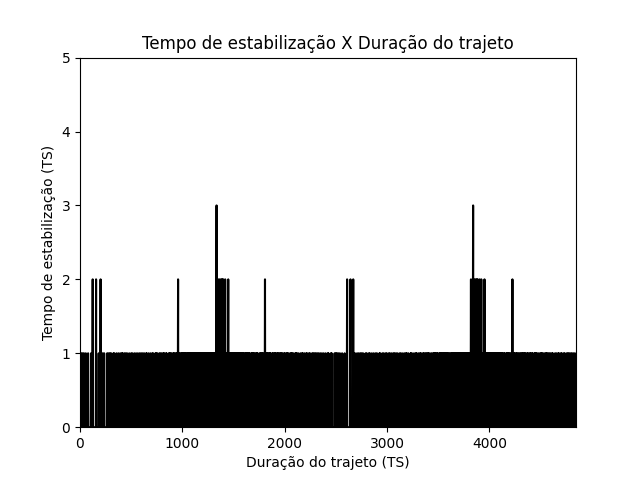 Tempo de estabilização X Duração do trajeto
5
4
3
2
1
0
Tempo de estabilização (TS)
0 1000 2000 3000 4000
Duração do trajeto (TS)